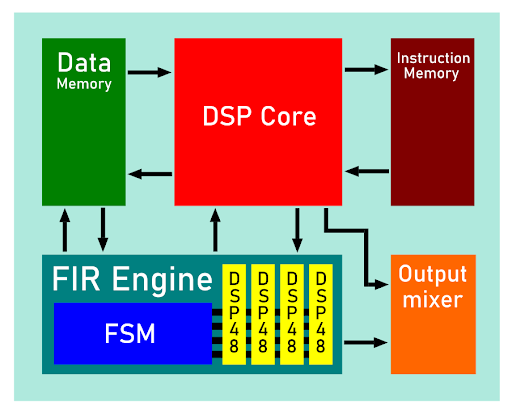 Data
Memory
DSP Core
Instruction
Memory
FIR Engine
FSM
DSP48
DSP48
DSP48
DSP48
Output
mixer